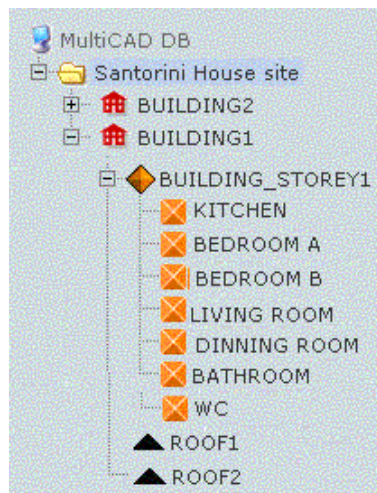 MultiCAD DB
Santorini House site
BUILDING2
BUILDING1
BUILDING_STOREY1
KITCHEN
BEDROOM A
BEDROOM B
LIVING ROOM
DINNING ROOM
BATHROOM
WC
ROOF1
ROOF2